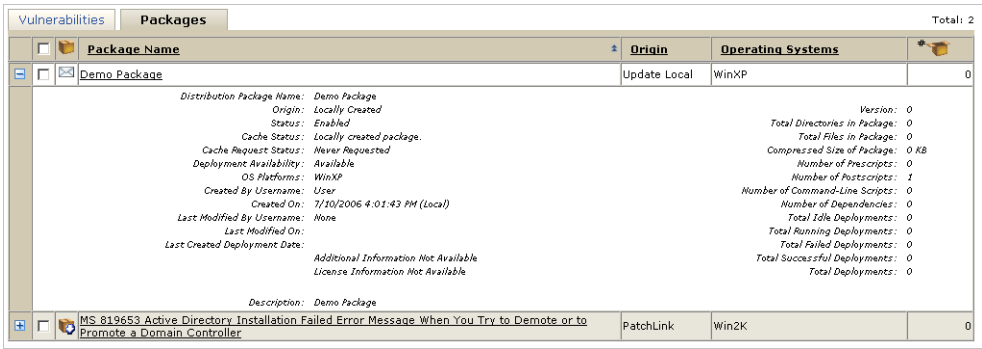 Vulnerabilities Packages Total: 2
Package Name Origin Operating Systems
Demo Package Update Local WinXP 0
Distribution Package Name: Demo Package
Origin: Locally Created Version: 0
Status: Enabled Total Directories in Package: 0
Cache Status: Locally created package. Total Files in Package: 0
Cache Request Status: Never Requested Compressed Size of Package: 0 KB
Deployment Availability: Available Number of Prescripts: 0
OS Platforms: WinXP Number of Postscripts: 1
Created By Username: User Number of Command-Line Scripts: 0
Created On: 7/10/2006 4:01:43 PM (Local) Number of Dependencies: 0
Last Modified By Username: None Total Idle Deployments: 0
Last Modified On: Total Running Deployments: 0
Last Created Deployment Date: Total Failed Deployments: 0
Additional Information Not Available Total Successful Deployments: 0
License Information Not Available Total Deployments: 0
Description: Demo Package
MS 819653 Active Directory Installation Failed Error Message When You Try to Demote or to PatchLink Win2K 0
Promote a Domain Controller